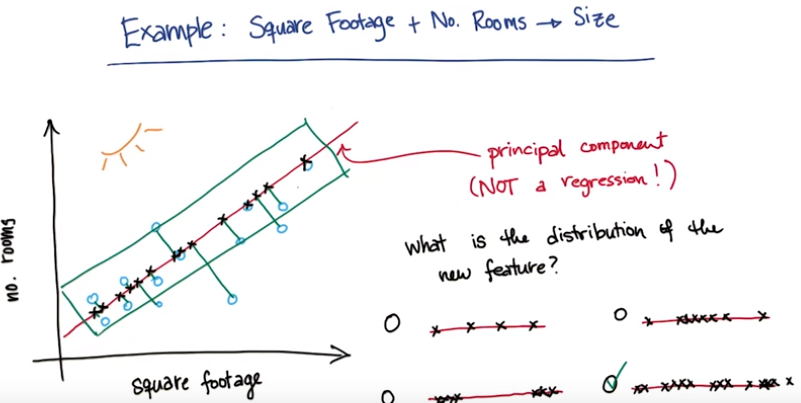 Example: Square Footage + No. Rooms → Size
principal component
(NOT a regression!)
What is the distribution of the
new feature?
no. rooms
square footage